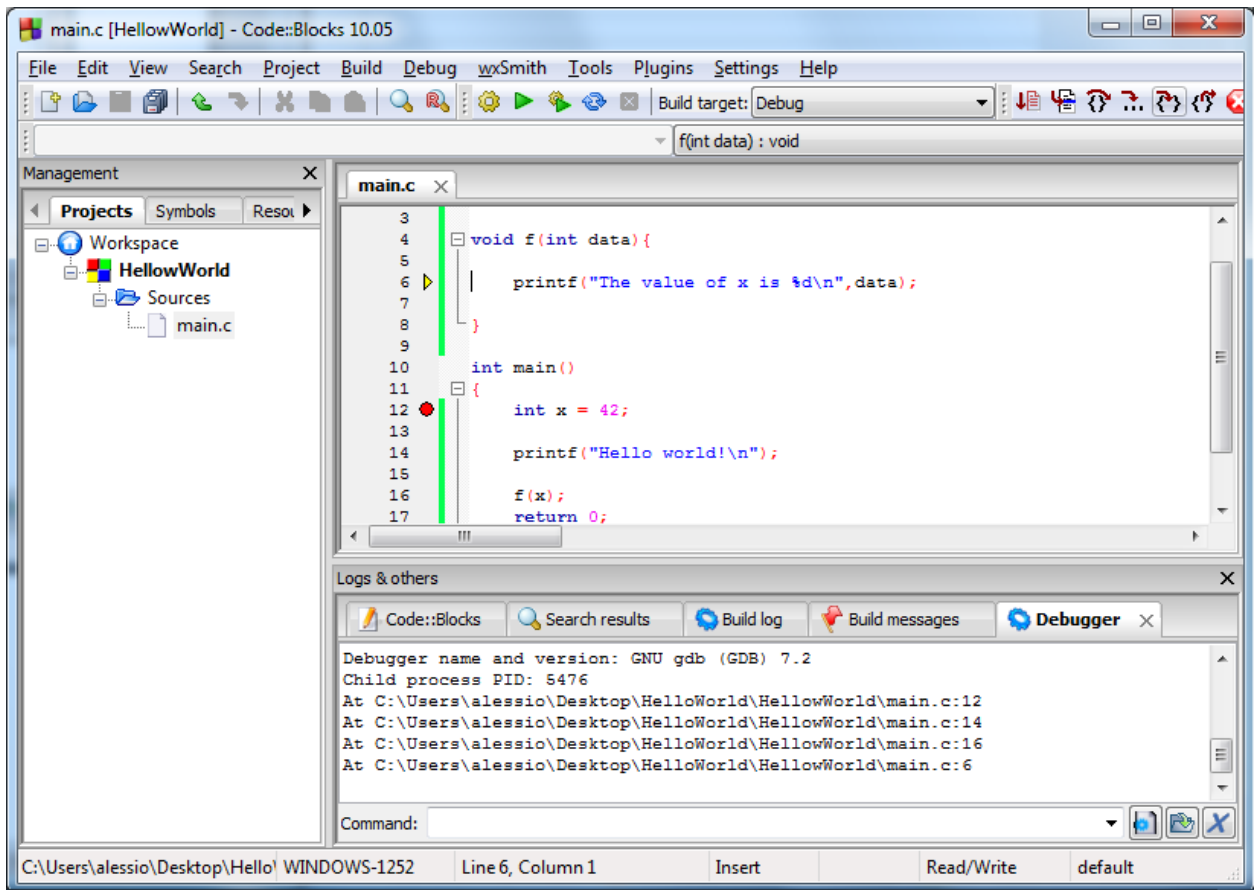 main.c [HellowWorld] - Code::Blocks 10.05
File Edit View Search Project Build Debug wxSmith Tools Plugins Settings Help
Build target: Debug
f(int data) : void
Management
Projects Symbols
main.c
Workspace
HellowWorld
Sources
main.c
3
4 void f(int data){
5
6 printf("The value of x is %d\n",data);
7
8 }
9
10 int main()
11 {
12 int x = 42;
13
14 printf("Hello world!\n");
15
16 f(x);
17 return 0;
Logs & others
Code::Blocks Search results Build log Build messages Debugger
Debugger name and version: GNU gdb (GDB) 7.2
Child process PID: 5476
At C:\Users\alessio\Desktop\HelloWorld\HellowWorld\main.c:12
At C:\Users\alessio\Desktop\HelloWorld\HellowWorld\main.c:14
At C:\Users\alessio\Desktop\HelloWorld\HellowWorld\main.c:16
At C:\Users\alessio\Desktop\HelloWorld\HellowWorld\main.c:6
Command:
C:\Users\alessio\Desktop\Hello WINDOWS-1252 Line 6, Column 1 Insert Read/Write default